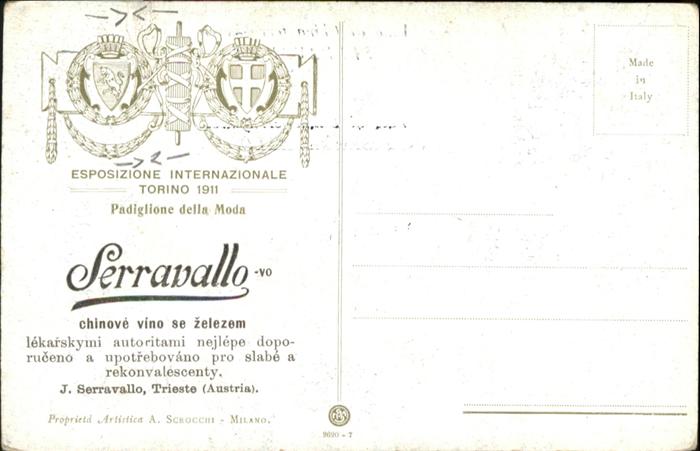 ESPOSIZIONE INTERNAZIONALE
TORINO 1911
Padiglione della Moda
Serravallo-vo
chinové víno se železem
lékařskymi autoritami nejlépe dopo-
ručeno a upotřebováno pro slabé a
rekonvalescenty.
J. Serravallo, Trieste (Austria).
Proprietà Artistica A. SCROCCHI - MILANO.
9620 - 7
Made
in
Italy